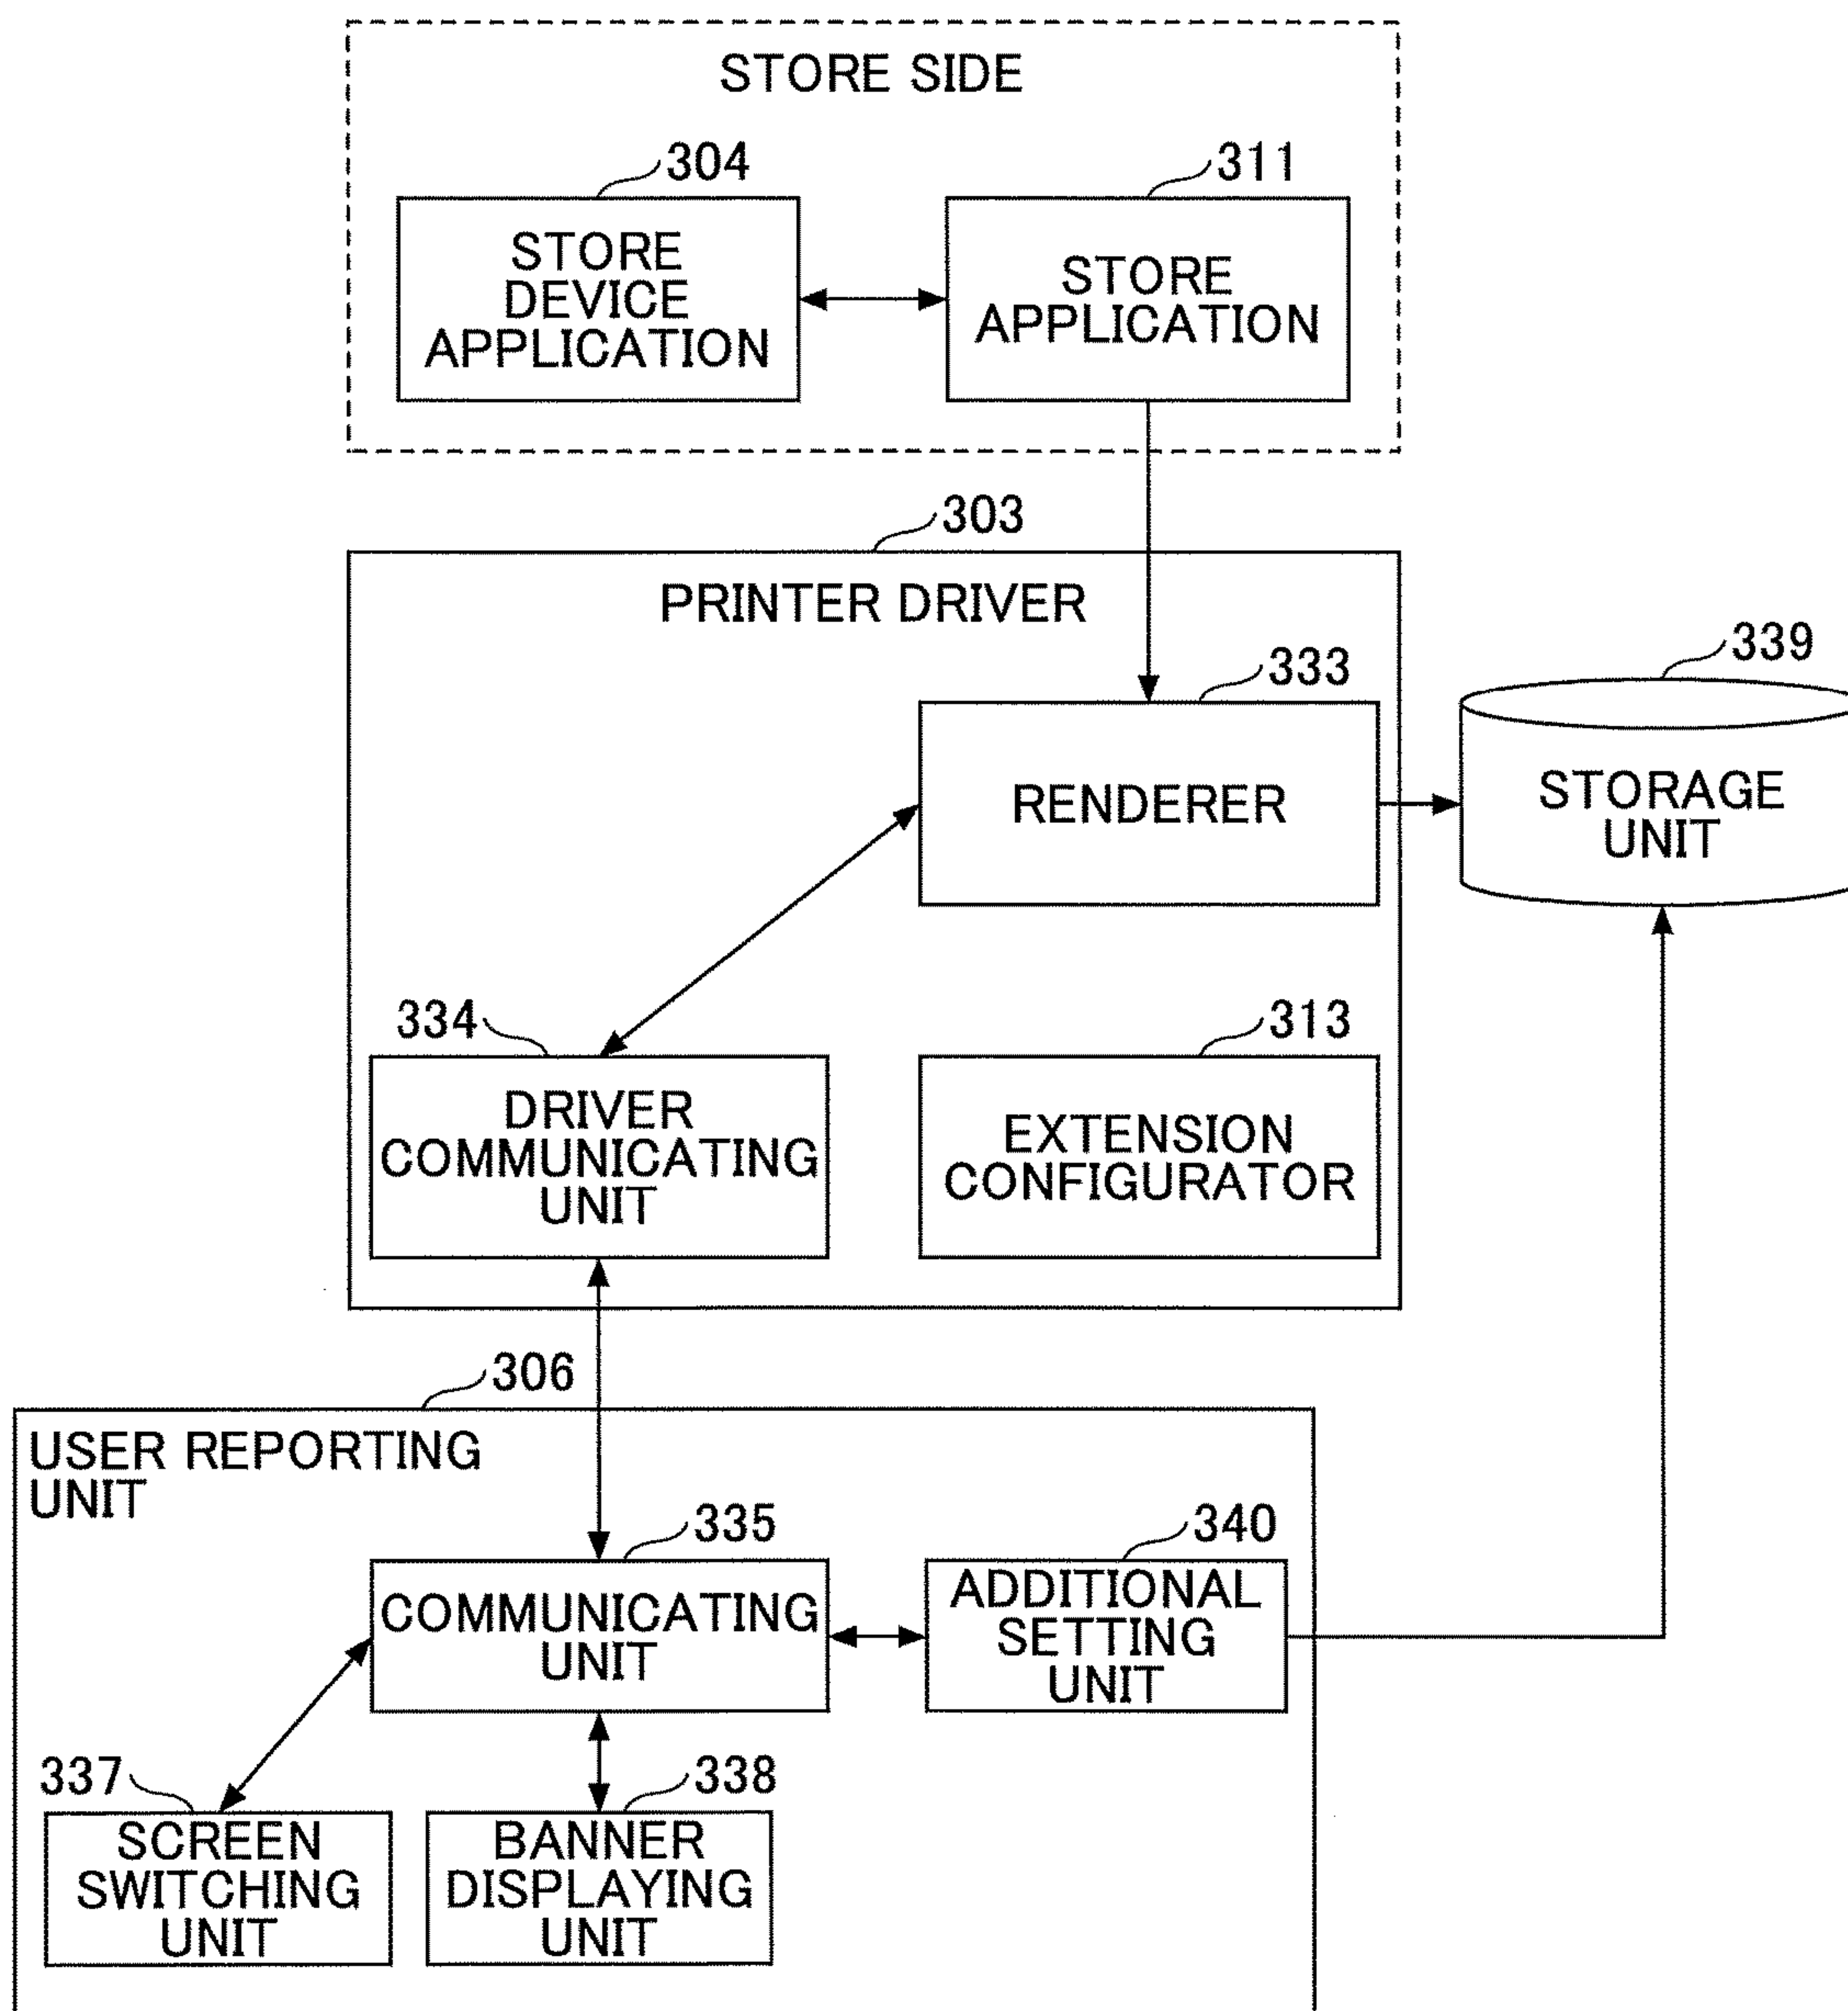 STORE SIDE
304
311
STORE
DEVICE
APPLICATION
STORE
APPLICATION
303
PRINTER DRIVER
333
339
RENDERER
STORAGE
UNIT
334
313
DRIVER
COMMUNICATING
UNIT
EXTENSION
CONFIGURATOR
306
USER REPORTING
UNIT
335
340
COMMUNICATING
UNIT
ADDITIONAL
SETTING
UNIT
337
338
SCREEN
SWITCHING
UNIT
BANNER
DISPLAYING
UNIT